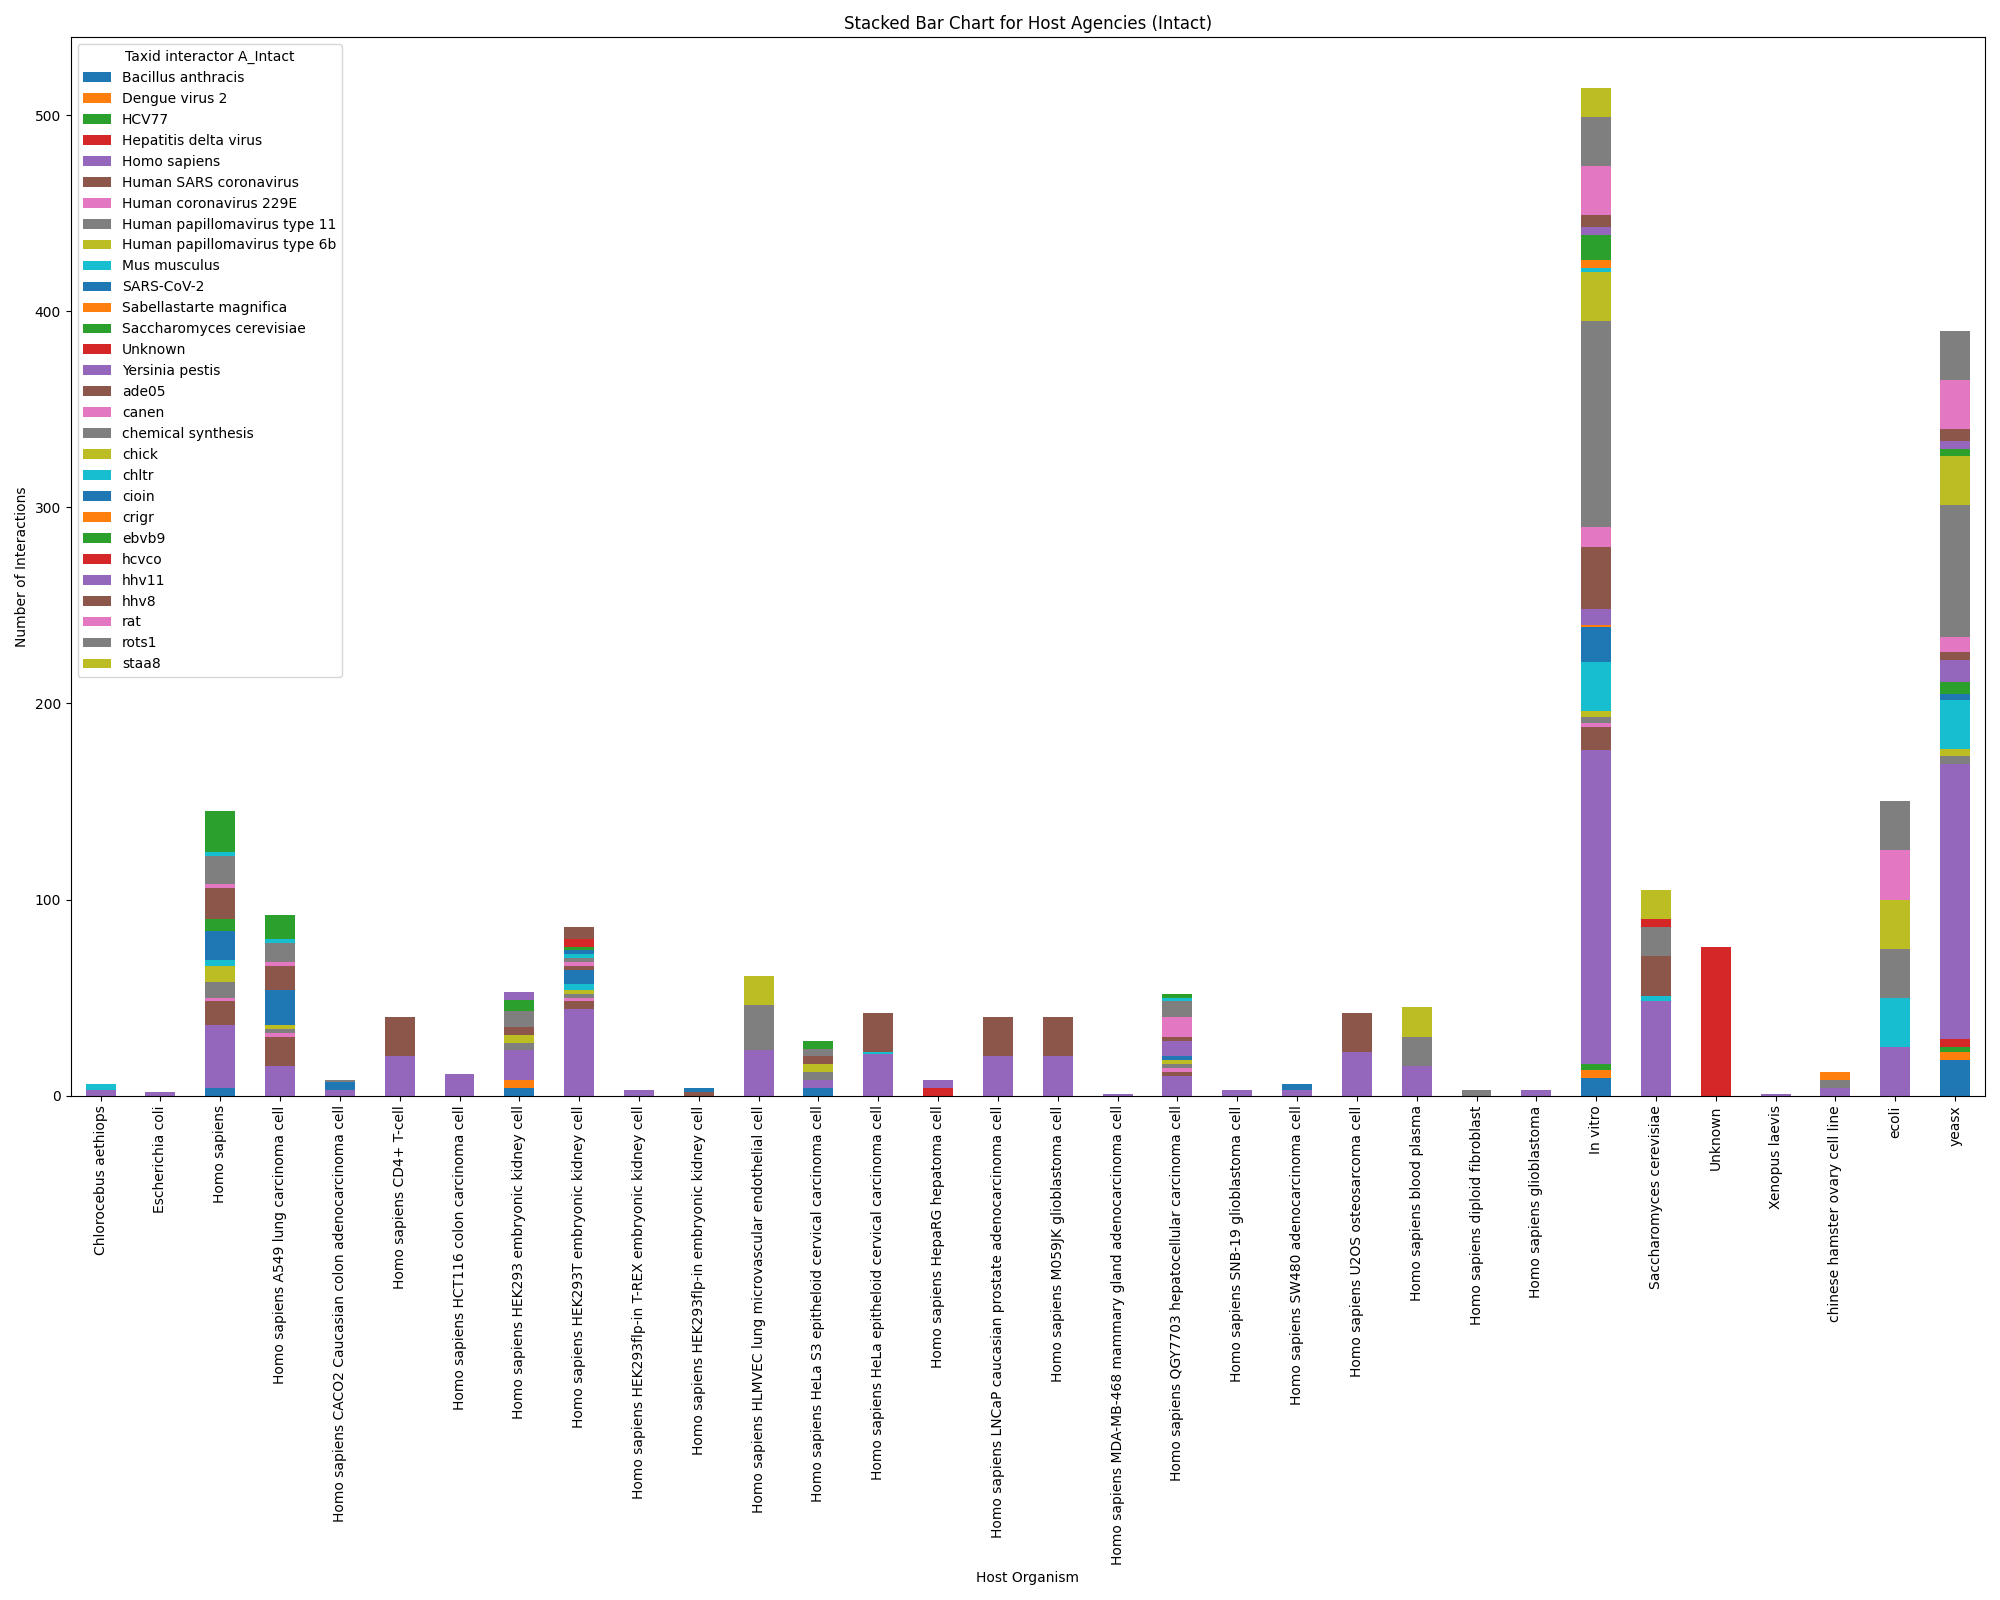 Stacked Bar Chart for Host Agencies (Intact)
Taxid interactor A_Intact
Bacillus anthracis
Dengue virus 2
HCV77
Hepatitis delta virus
Homo sapiens
Human SARS coronavirus
Human coronavirus 229E
Human papillomavirus type 11
Human papillomavirus type 6b
Mus musculus
SARS-CoV-2
Sabellastarte magnifica
Saccharomyces cerevisiae
Unknown
Yersinia pestis
ade05
canen
chemical synthesis
chick
chltr
cioin
crigr
ebvb9
hcvco
hhv11
hhv8
rat
rots1
staa8
Number of Interactions
500
400
300
200
100
0
Chlorocebus aethiops
Escherichia coli
Homo sapiens
Homo sapiens A549 lung carcinoma cell
Homo sapiens CACO2 Caucasian colon adenocarcinoma cell
Homo sapiens CD4+ T-cell
Homo sapiens HCT116 colon carcinoma cell
Homo sapiens HEK293 embryonic kidney cell
Homo sapiens HEK293T embryonic kidney cell
Homo sapiens HEK293flp-in T-REX embryonic kidney cell
Homo sapiens HEK293flp-in embryonic kidney cell
Homo sapiens HLMVEC lung microvascular endothelial cell
Homo sapiens HeLa S3 epitheloid cervical carcinoma cell
Homo sapiens HeLa epitheloid cervical carcinoma cell
Homo sapiens HepaRG hepatoma cell
Homo sapiens LNCaP caucasian prostate adenocarcinoma cell
Homo sapiens M059JK glioblastoma cell
Homo sapiens MDA-MB-468 mammary gland adenocarcinoma cell
Homo sapiens QGY7703 hepatocellular carcinoma cell
Homo sapiens SNB-19 glioblastoma cell
Homo sapiens SW480 adenocarcinoma cell
Homo sapiens U2OS osteosarcoma cell
Homo sapiens blood plasma
Homo sapiens diploid fibroblast
Homo sapiens glioblastoma
In vitro
Saccharomyces cerevisiae
Unknown
Xenopus laevis
chinese hamster ovary cell line
ecoli
yeasx
Host Organism